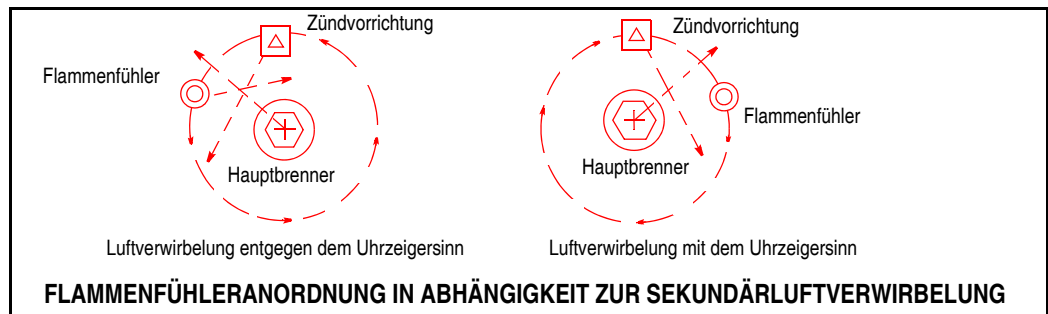 Zündvorrichtung
Flammenfühler
Hauptbrenner
Luftverwirbelung entgegen dem Uhrzeigersinn
Zündvorrichtung
Flammenfühler
Hauptbrenner
Luftverwirbelung mit dem Uhrzeigersinn
FLAMMENFÜHLERANORDNUNG IN ABHÄNGIGKEIT ZUR SEKUNDÄRLUFTVERWIRBELUNG